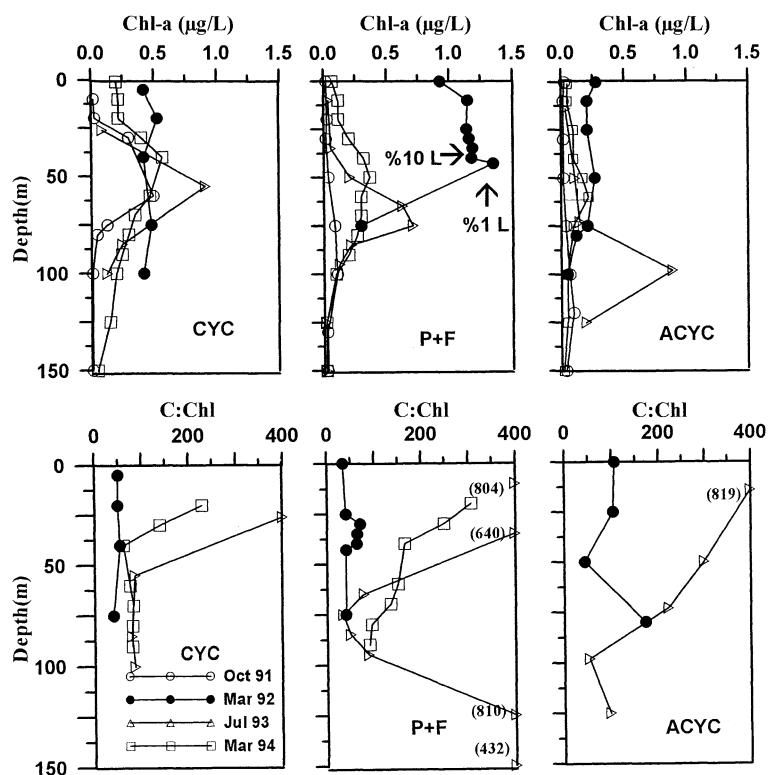 Chl-a (µg/L) Chl-a (µg/L) Chl-a (µg/L)
0.0 0.5 1.0 1.5 0.0 0.5 1.0 1.5 0.0 0.5 1.0 1.5
0
50
100
150
Depth(m)
CYC
%10 L
%1 L
P+F
ACYC
C:Chl C:Chl C:Chl
0 200 400 0 200 400 0 200 400
0
50
100
150
Depth(m)
CYC
Oct 91
Mar 92
Jul 93
Mar 94
(804)
(640)
(810)
P+F
(432)
(819)
ACYC